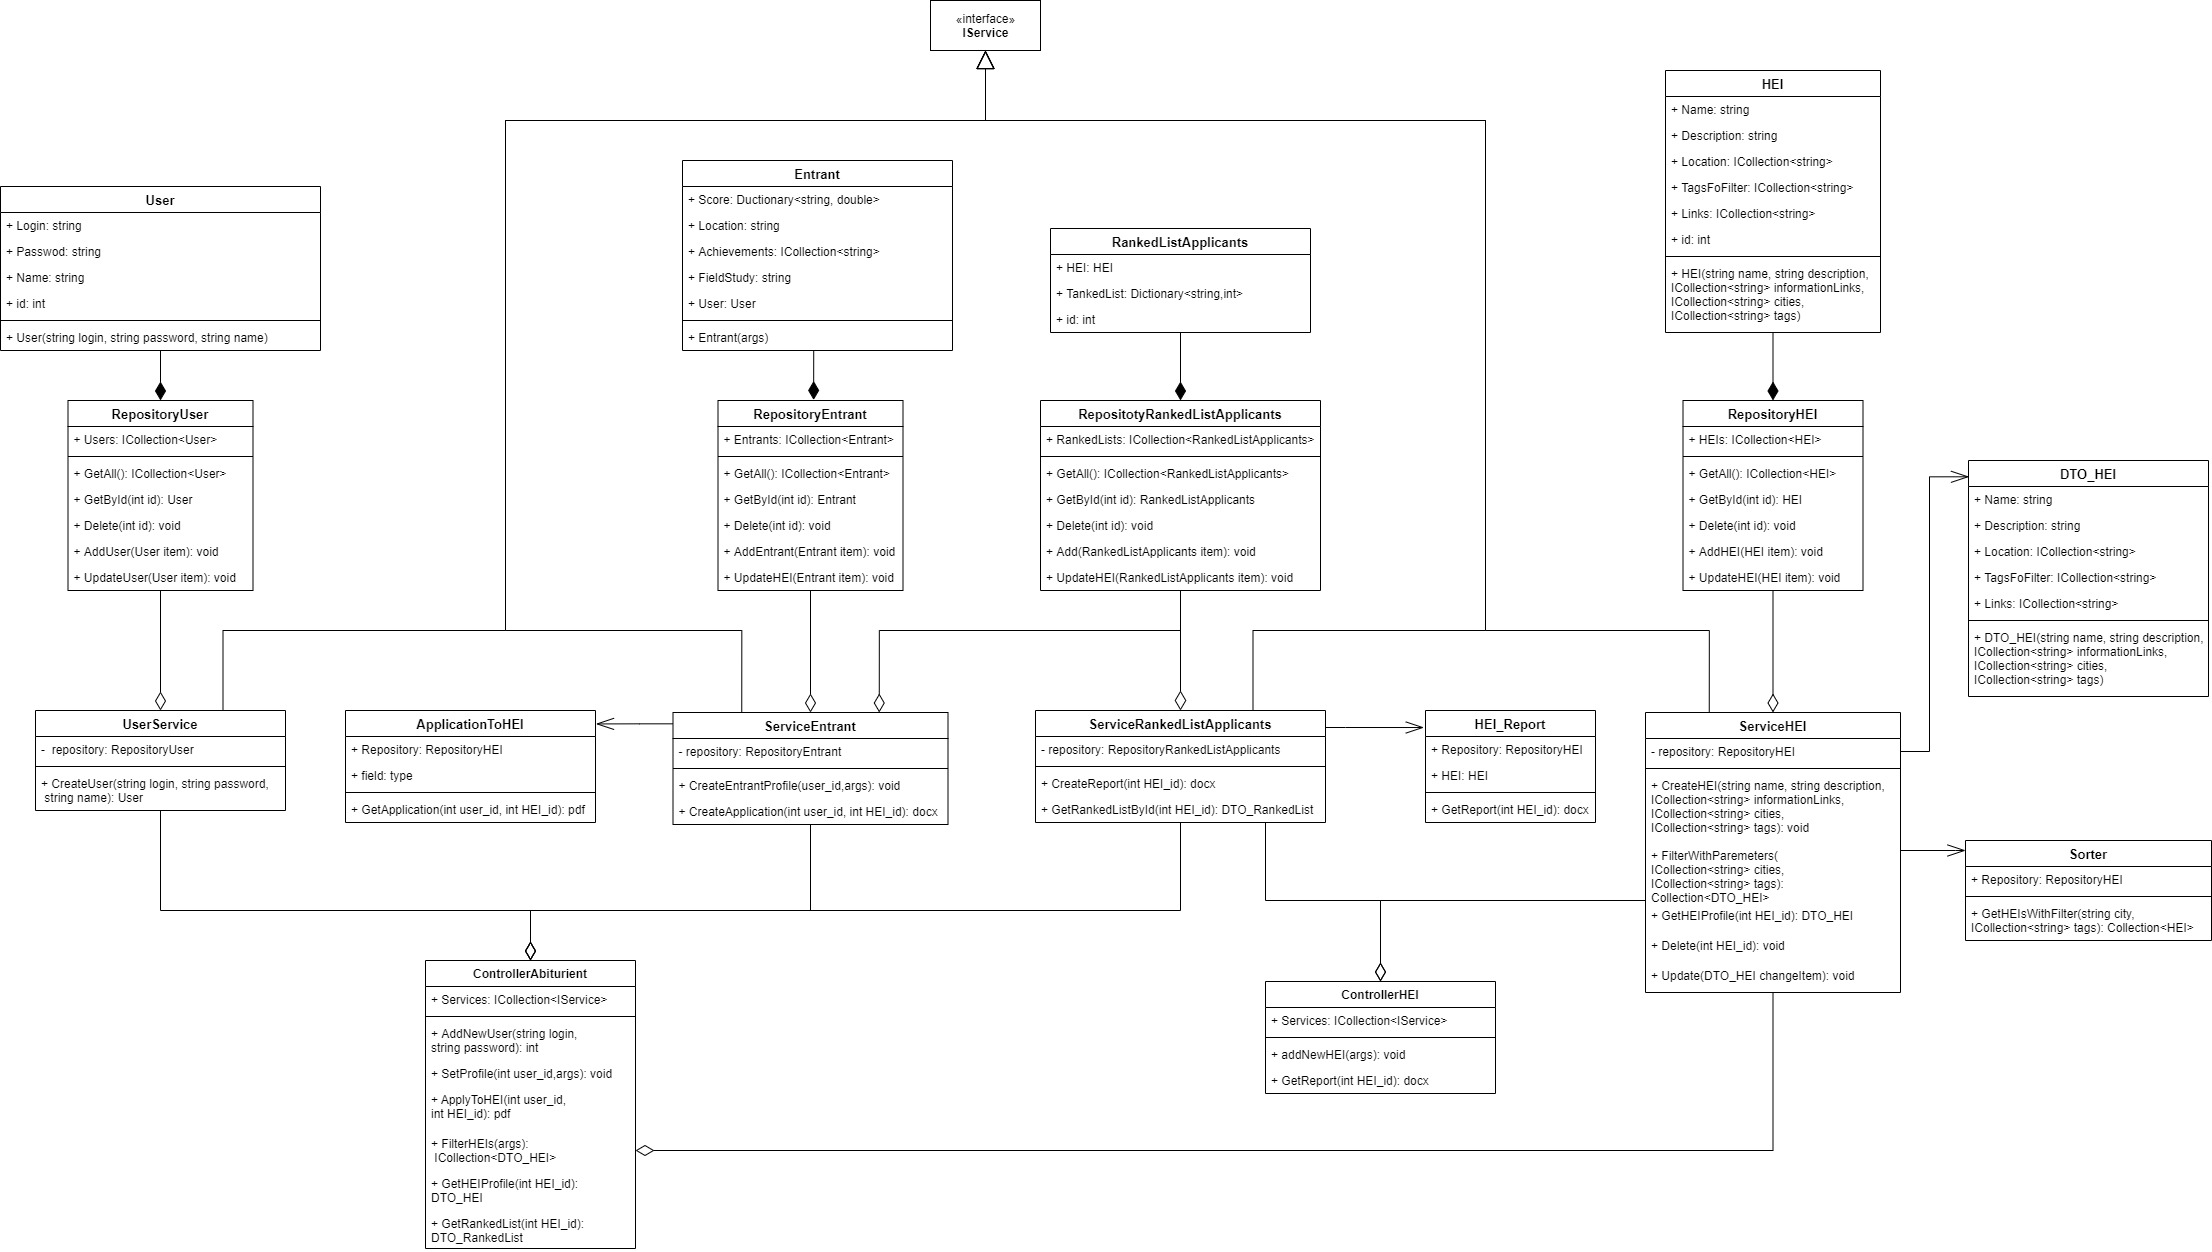 «interface»
IService
HEI
+ Name: string
+ Description: string
+ Location: ICollection<string>
+ TagsFoFilter: ICollection<string>
+ Links: ICollection<string>
+ id: int
+ HEI(string name, string description,
ICollection<string> informationLinks,
ICollection<string> cities,
ICollection<string> tags)
User
+ Login: string
+ Passwod: string
+ Name: string
+ id: int
+ User(string login, string password, string name)
Entrant
+ Score: Ductionary<string, double>
+ Location: string
+ Achievements: ICollection<string>
+ FieldStudy: string
+ User: User
+ Entrant(args)
RankedListApplicants
+ HEI: HEI
+ TankedList: Dictionary<string,int>
+ id: int
RepositoryUser
+ Users: ICollection<User>
+ GetAll(): ICollection<User>
+ GetById(int id): User
+ Delete(int id): void
+ AddUser(User item): void
+ UpdateUser(User item): void
RepositoryEntrant
+ Entrants: ICollection<Entrant>
+ GetAll(): ICollection<Entrant>
+ GetById(int id): Entrant
+ Delete(int id): void
+ AddEntrant(Entrant item): void
+ UpdateHEI(Entrant item): void
RepositotyRankedListApplicants
+ RankedLists: ICollection<RankedListApplicants>
+ GetAll(): ICollection<RankedListApplicants>
+ GetById(int id): RankedListApplicants
+ Delete(int id): void
+ Add(RankedListApplicants item): void
+ UpdateHEI(RankedListApplicants item): void
RepositoryHEI
+ HEIs: ICollection<HEI>
+ GetAll(): ICollection<HEI>
+ GetById(int id): HEI
+ Delete(int id): void
+ AddHEI(HEI item): void
+ UpdateHEI(HEI item): void
DTO_HEI
+ Name: string
+ Description: string
+ Location: ICollection<string>
+ TagsFoFilter: ICollection<string>
+ Links: ICollection<string>
+ DTO_HEI(string name, string description,
ICollection<string> informationLinks,
ICollection<string> cities,
ICollection<string> tags)
UserService
- repository: RepositoryUser
+ CreateUser(string login, string password,
string name): User
ApplicationToHEI
+ Repository: RepositoryHEI
+ field: type
+ GetApplication(int user_id, int HEI_id): pdf
ServiceEntrant
- repository: RepositoryEntrant
+ CreateEntrantProfile(user_id,args): void
+ CreateApplication(int user_id, int HEI_id): docx
ServiceRankedListApplicants
- repository: RepositoryRankedListApplicants
+ CreateReport(int HEI_id): docx
+ GetRankedListById(int HEI_id): DTO_RankedList
HEI_Report
+ Repository: RepositoryHEI
+ HEI: HEI
+ GetReport(int HEI_id): docx
ServiceHEI
- repository: RepositoryHEI
+ CreateHEI(string name, string description,
ICollection<string> informationLinks,
ICollection<string> cities,
ICollection<string> tags): void
+ FilterWithParemeters(
ICollection<string> cities,
ICollection<string> tags):
Collection<DTO_HEI>
+ GetHEIProfile(int HEI_id): DTO_HEI
+ Delete(int HEI_id): void
+ Update(DTO_HEI changeItem): void
Sorter
+ Repository: RepositoryHEI
+ GetHEIsWithFilter(string city,
ICollection<string> tags): Collection<HEI>
ControllerAbiturient
+ Services: ICollection<IService>
+ AddNewUser(string login,
string password): int
+ SetProfile(int user_id,args): void
+ ApplyToHEI(int user_id,
int HEI_id): pdf
+ FilterHEIs(args):
ICollection<DTO_HEI>
+ GetHEIProfile(int HEI_id):
DTO_HEI
+ GetRankedList(int HEI_id):
DTO_RankedList
ControllerHEI
+ Services: ICollection<IService>
+ addNewHEI(args): void
+ GetReport(int HEI_id): docx